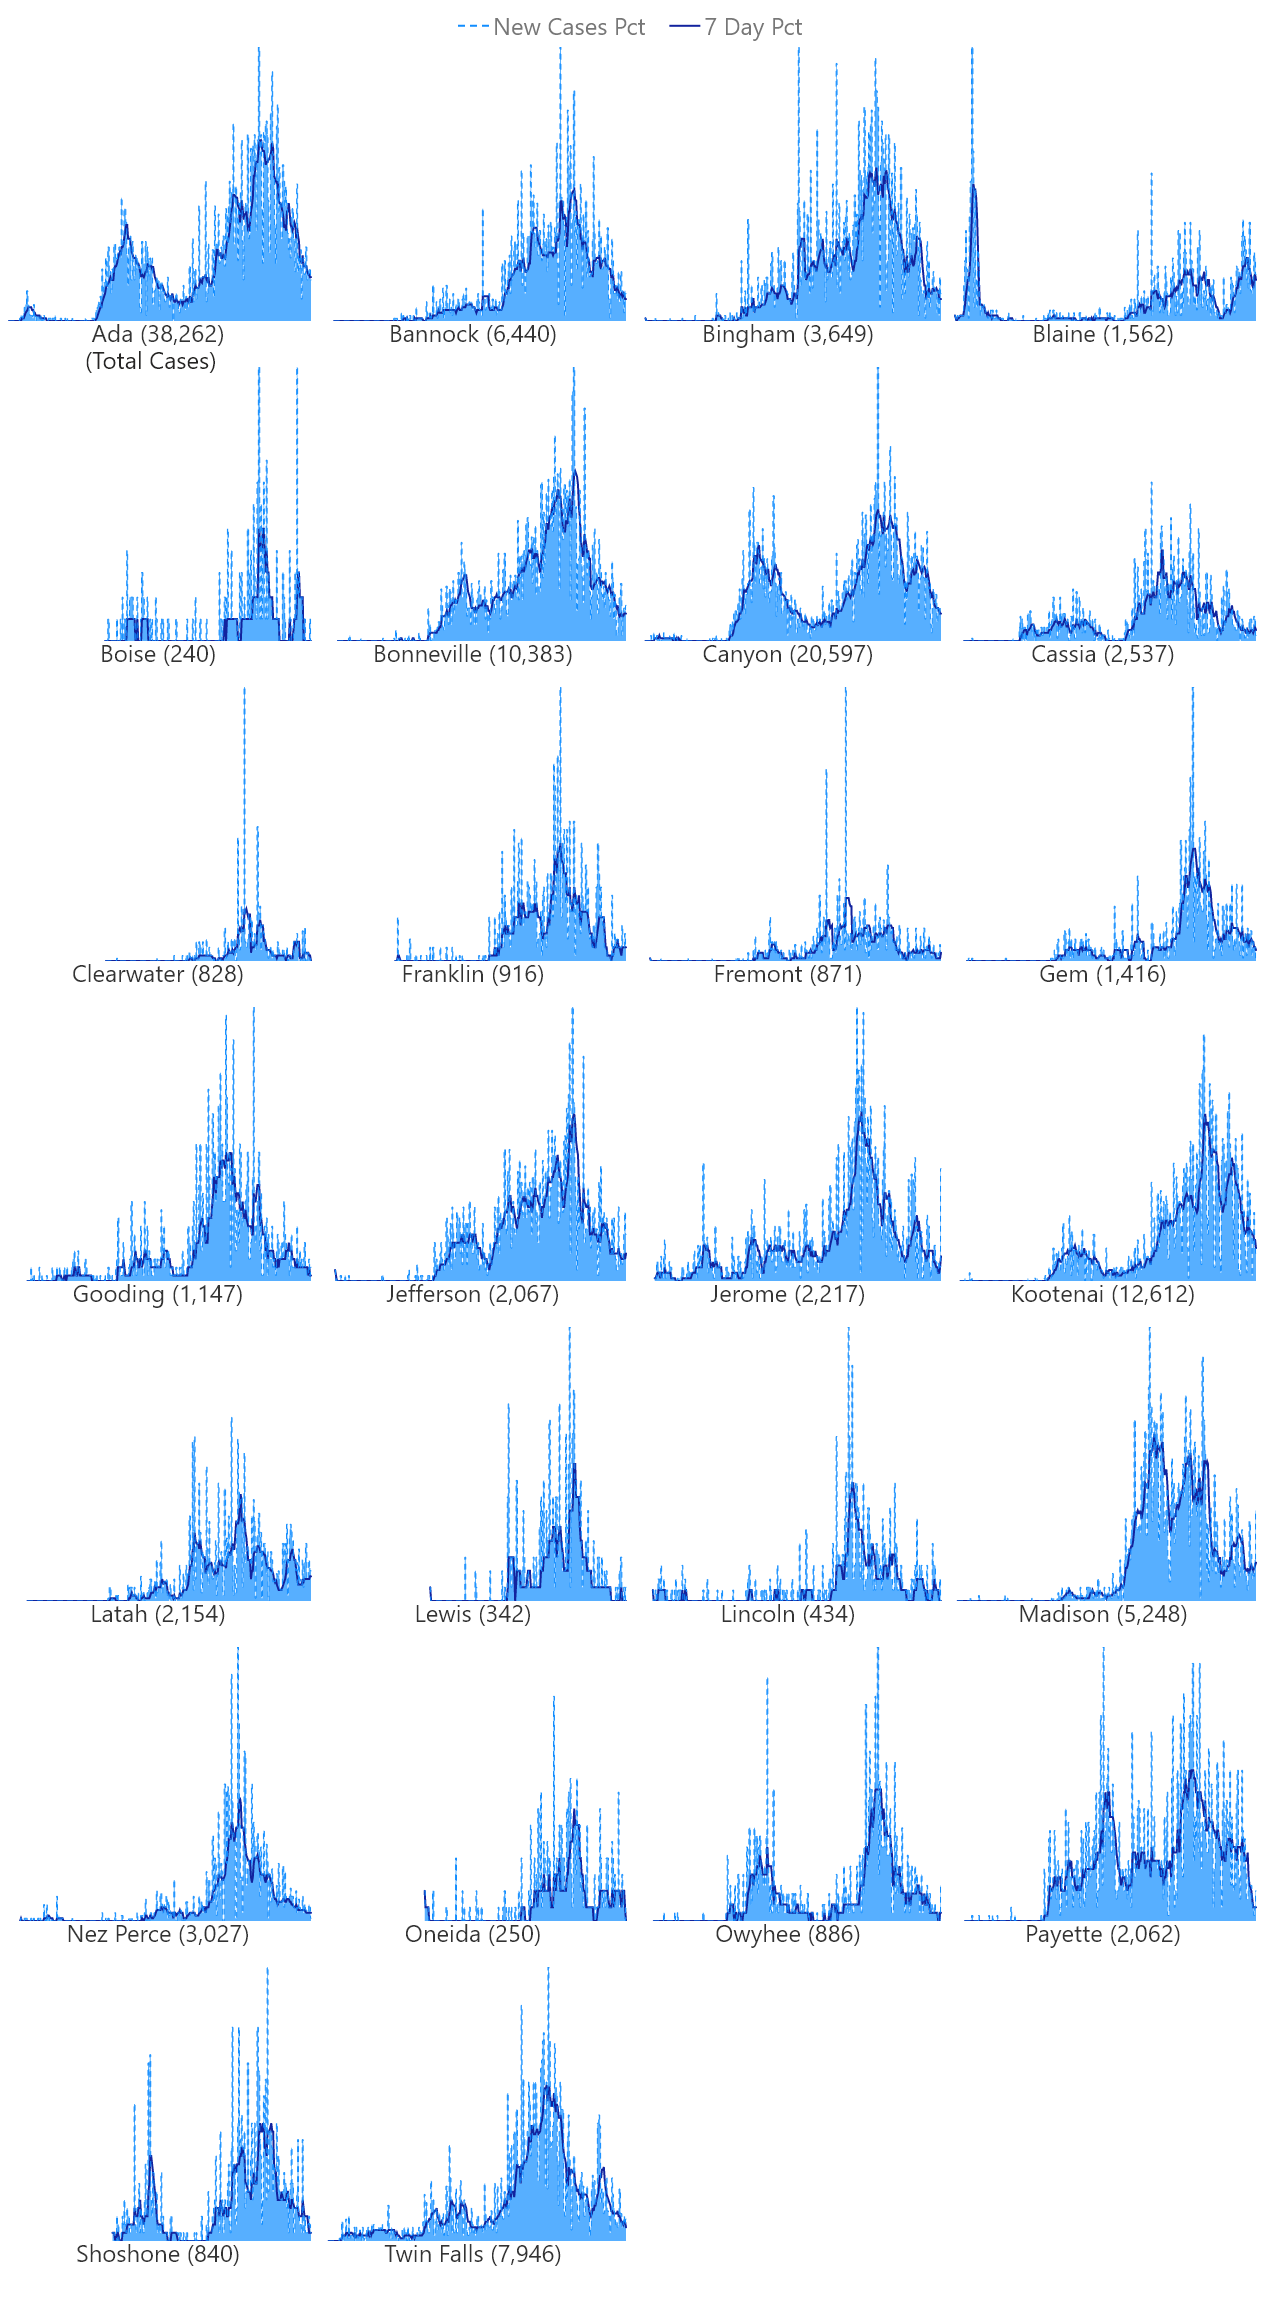 New Cases Pct 7 Day Pct
Ada (38,262) Bannock (6,440) Bingham (3,649) Blaine (1,562)
(Total Cases)
Boise (240) Bonneville (10,383) Canyon (20,597) Cassia (2,537)
Clearwater (828) Franklin (916) Fremont (871) Gem (1,416)
Gooding (1,147) Jefferson (2,067) Jerome (2,217) Kootenai (12,612)
Latah (2,154) Lewis (342) Lincoln (434) Madison (5,248)
Nez Perce (3,027) Oneida (250) Owyhee (886) Payette (2,062)
Shoshone (840) Twin Falls (7,946)